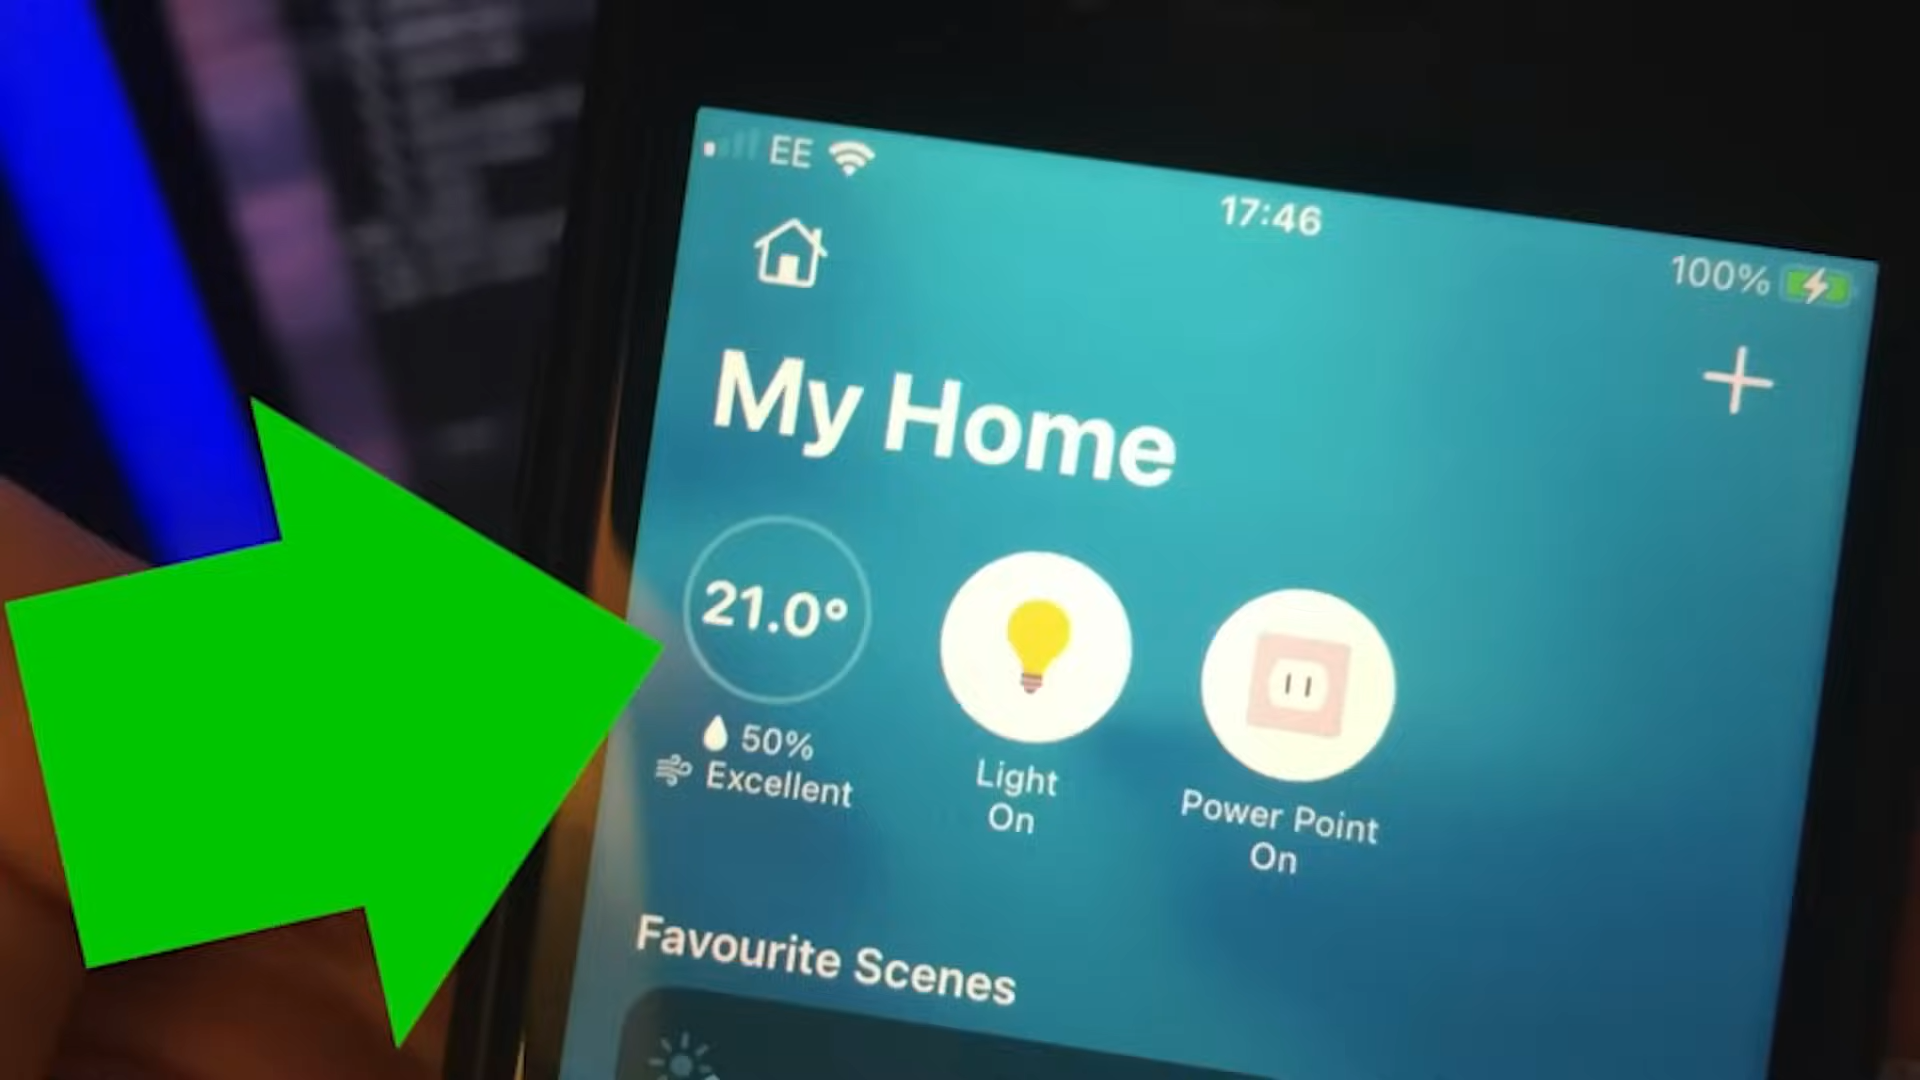 EE
17:46
100%
My Home
21.0°
50%
Excellent
Light
On
Power Point
On
Favourite Scenes